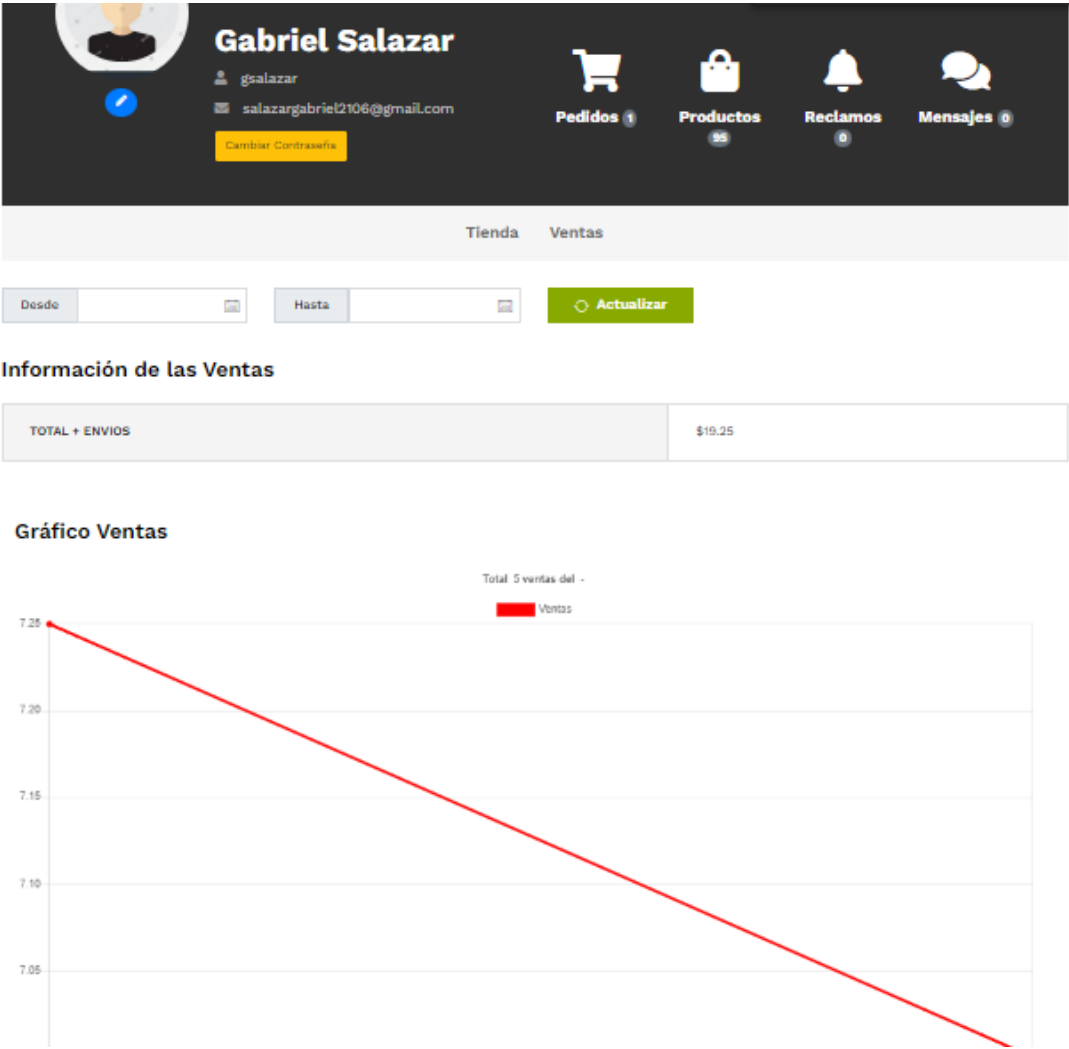 Gabriel Salazar
gsalazar
salazargabriel2106@gmail.com
Cambiar Contraseña
Pedidos 1
Productos
95
Reclamos
0
Mensajes 0
Tienda Ventas
Desde
Hasta
Actualizar
Información de las Ventas
TOTAL + ENVIOS $19.25
Gráfico Ventas
Total 5 ventas del -
Ventas
7.25
7.20
7.15
7.10
7.05